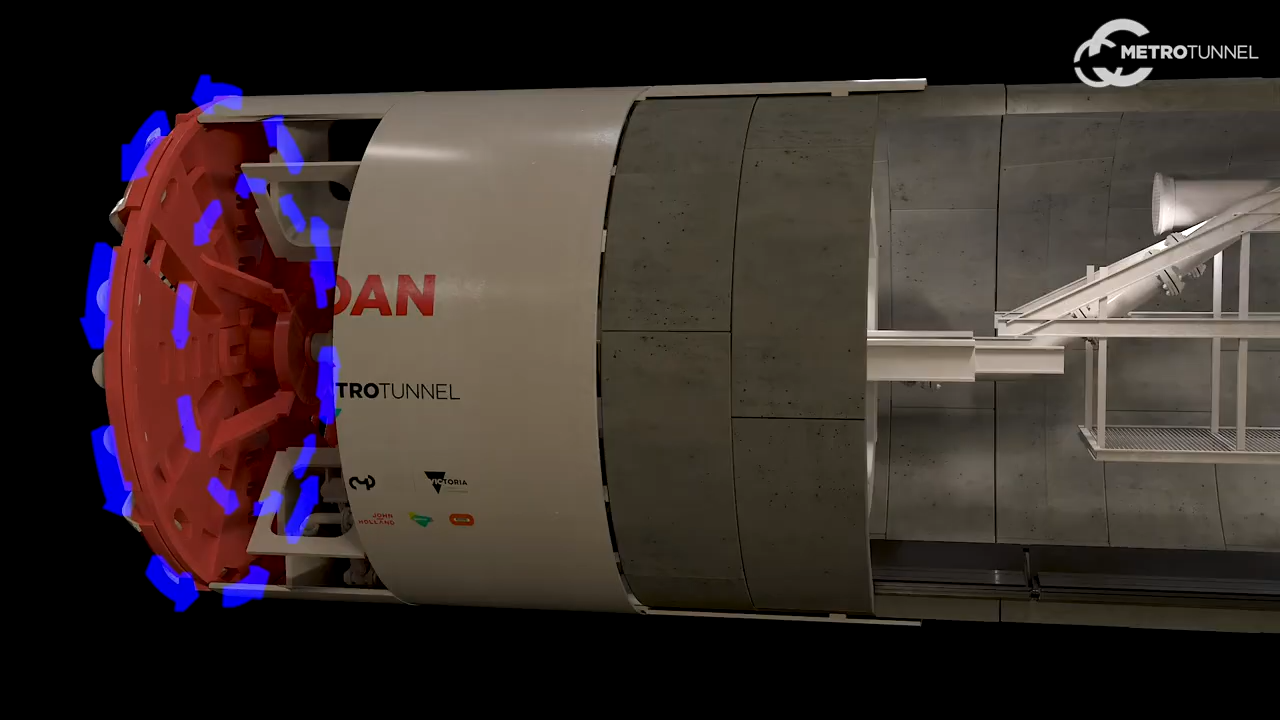 METROTUNNEL
DAN
TROTUNNEL
VICTORIA
JOHN
HOLLAND